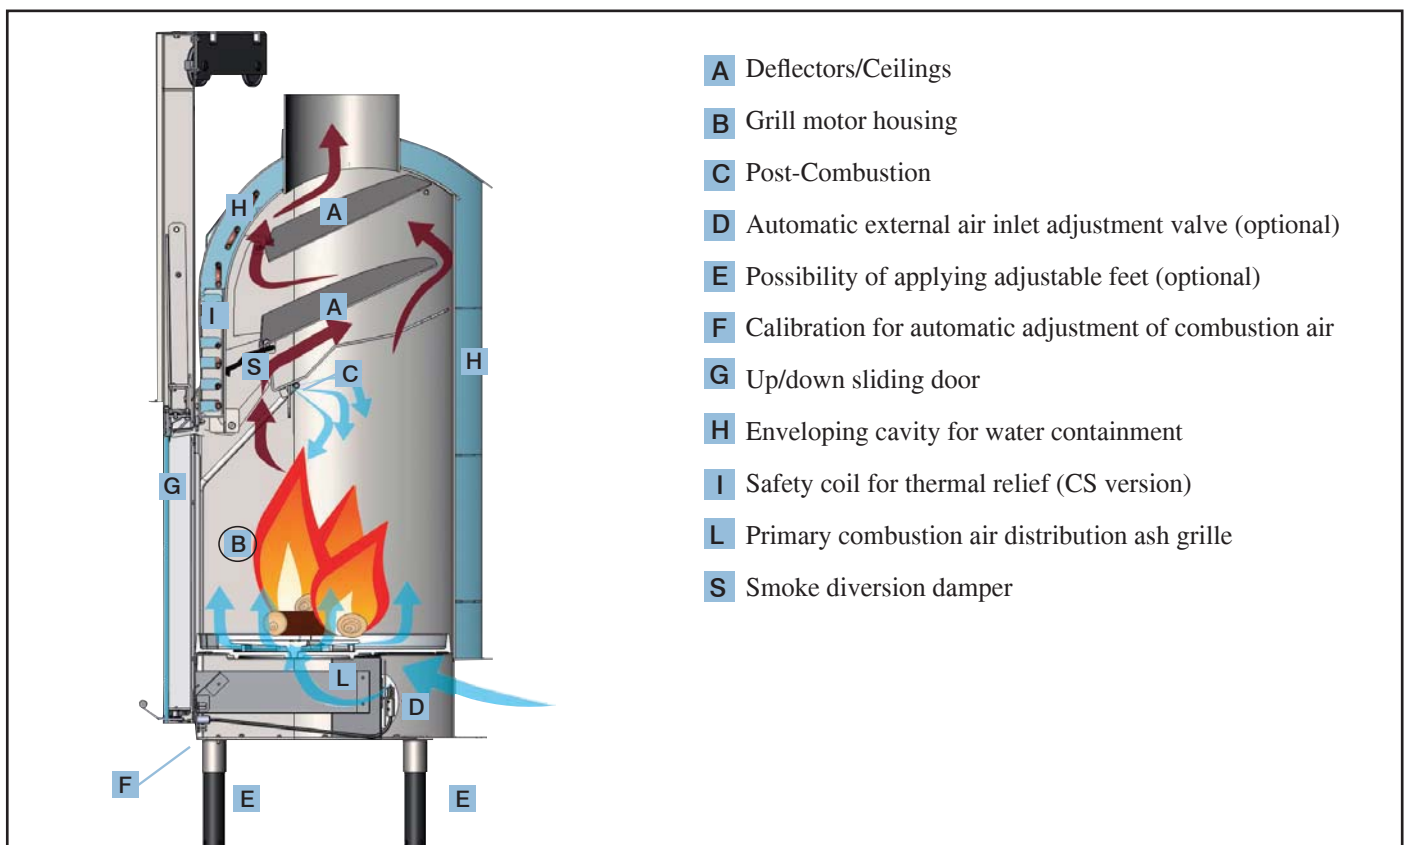 A Deflectors/Ceilings
B Grill motor housing
C Post-Combustion
D Automatic external air inlet adjustment valve (optional)
E Possibility of applying adjustable feet (optional)
F Calibration for automatic adjustment of combustion air
G Up/down sliding door
H Enveloping cavity for water containment
I Safety coil for thermal relief (CS version)
L Primary combustion air distribution ash grille
S Smoke diversion damper
H
A
I
A
S
C
H
G
B
L
D
F
E
E